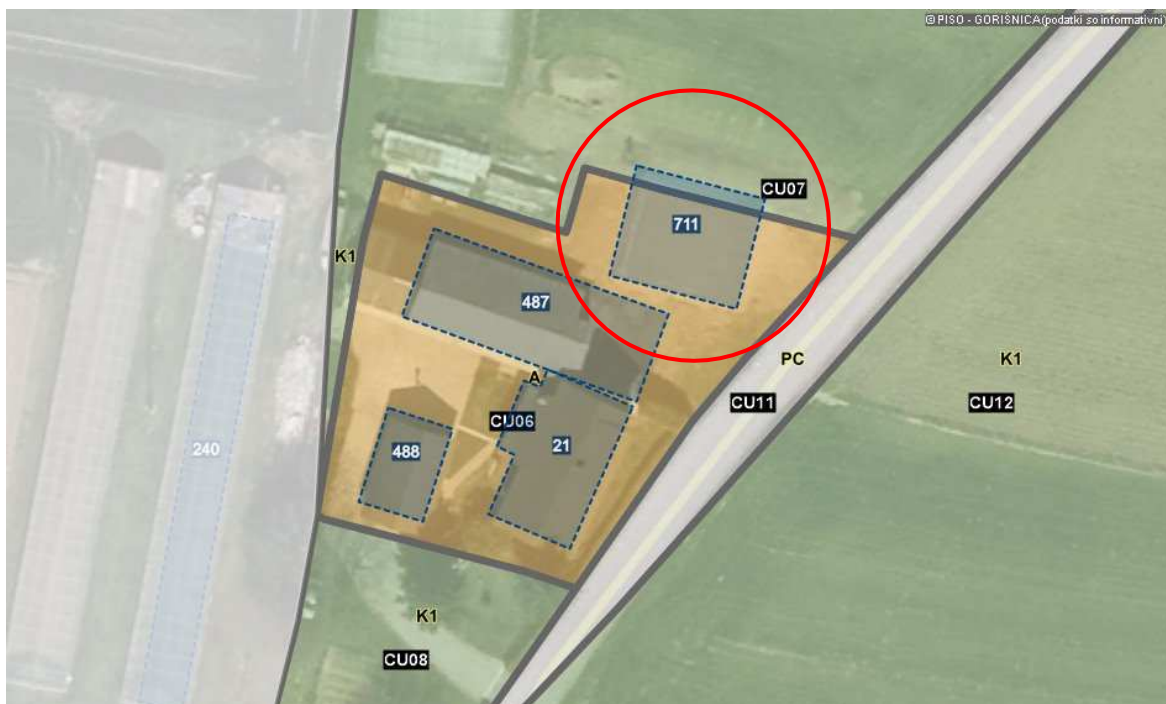 © PISO - GORIŠNICA(podatki so informativni)
CU07
711
K1
487
PC
K1
A
CU11
CU12
CU06
21
488
240
K1
CU08